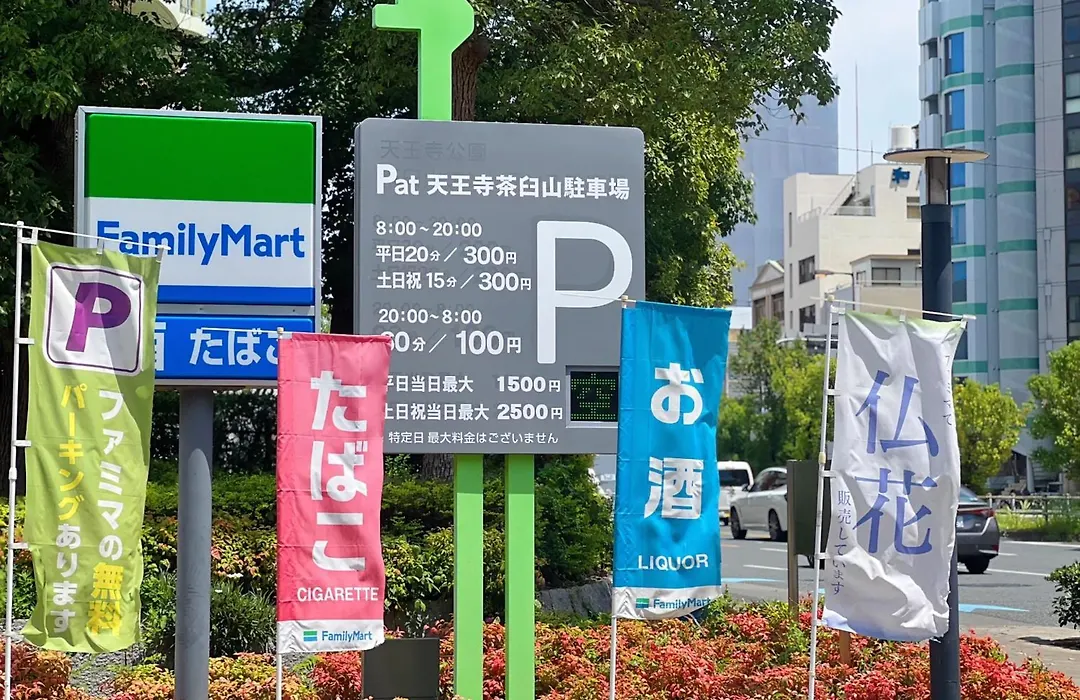 FamilyMart
たばこ
P
ファミマの無料
パーキングあります
たばこ
CIGARETTE
FamilyMart
天王寺公園
Pat 天王寺茶臼山駐車場
8:00~20:00
平日20分/300円
土日祝15分/300円
20:00~8:00
60分/100円
平日当日最大 1500円
土日祝当日最大 2500円
特定日 最大料金はございません
P
空
お酒
LIQUOR
FamilyMart
仏花
販売しています
和